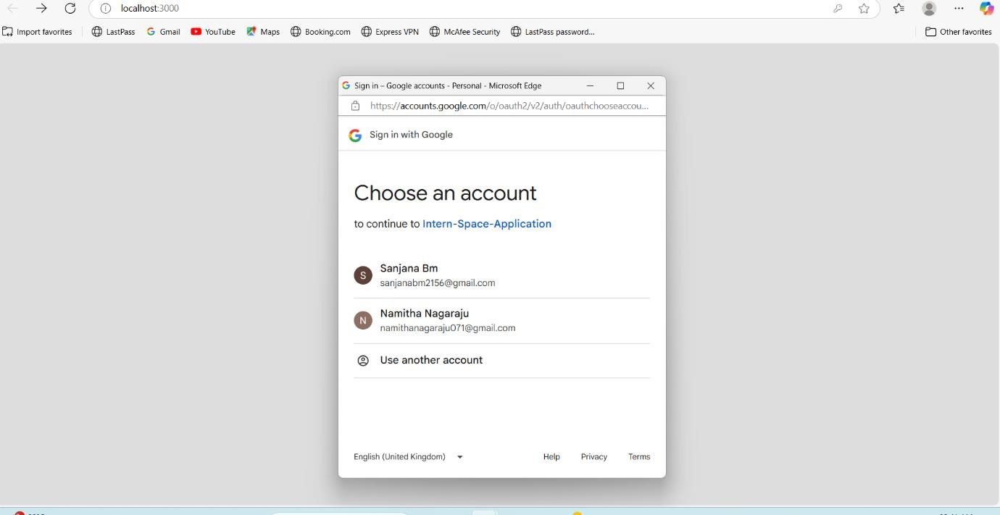 localhost:3000
Import favorites LastPass Gmail YouTube Maps Booking.com Express VPN McAfee Security LastPass password... Other favorites
Sign in – Google accounts - Personal - Microsoft Edge
https://accounts.google.com/o/oauth2/v2/auth/oauthchooseaccou...
Sign in with Google
Choose an account
to continue to Intern-Space-Application
S
Sanjana Bm
sanjanabm2156@gmail.com
N
Namitha Nagaraju
namithanagaraju071@gmail.com
Use another account
English (United Kingdom) Help Privacy Terms